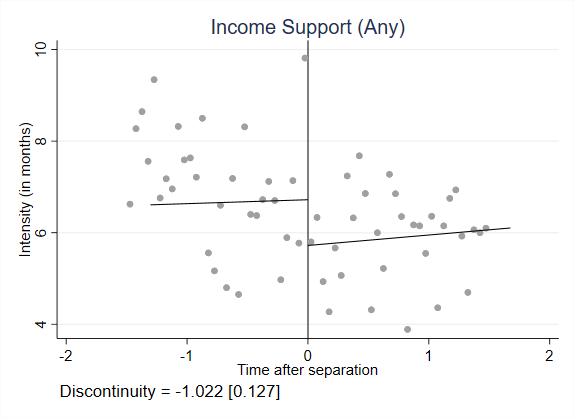 Income Support (Any)
Intensity (in months)
10
8
6
4
-2 -1 0 1 2
Time after separation
Discontinuity = -1.022 [0.127]